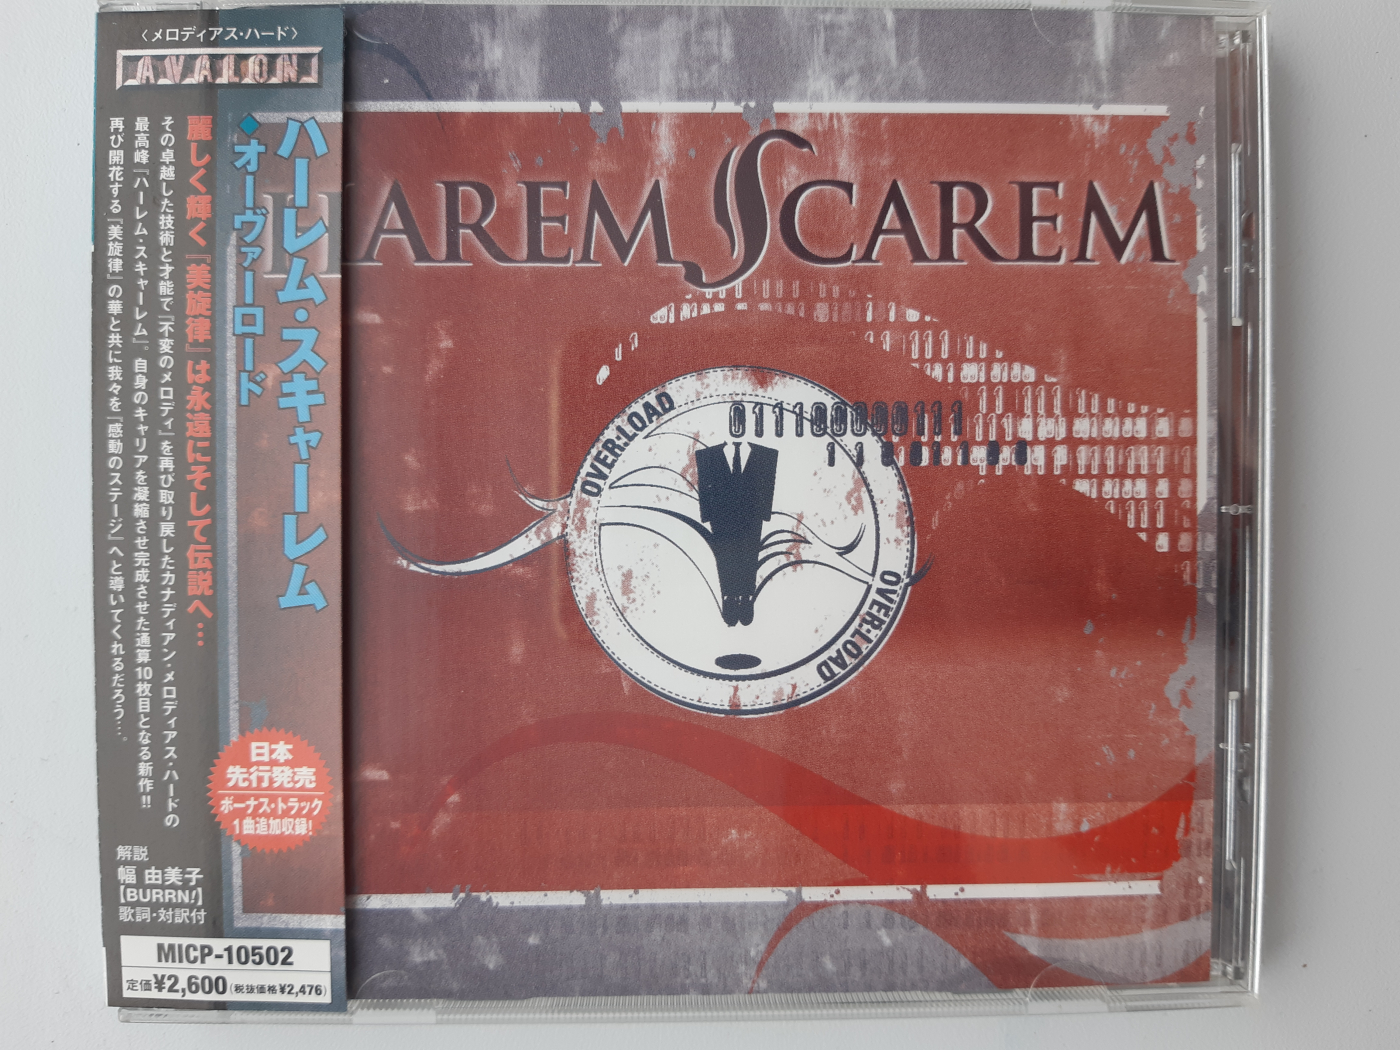 〈メロディアス・ハード〉
AVALON
ハーレム・スキャーレム
◆オーヴァーロード
麗しく輝く『美旋律』は永遠にそして伝説へ…
その卓越した技術と才能で『不変のメロディ』を再び取り戻したカナディアン・メロディアス・ハードの
最高峰『ハーレム・スキャーレム』。自身のキャリアを凝縮させ完成させた通算10枚目となる新作!!
再び開花する『美旋律』の華と共に我々を『感動のステージ』へと導いてくれるだろう…。
日本
先行発売
ボーナス・トラック
1曲追加収録!
解説
幅 由美子
【BURRN!】
歌詞・対訳付
MICP-10502
定価¥2,600(税抜価格¥2,476)
HAREM SCAREM
OVER:LOAD
011100000111
OVER:LOAD